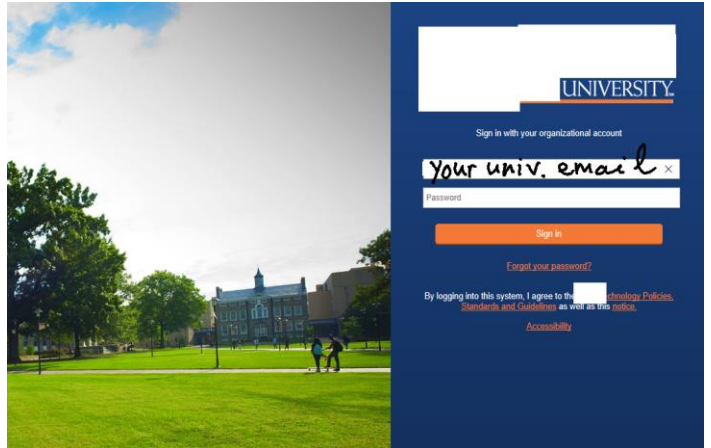 UNIVERSITY
Sign in with your organizational account
Your univ. email ×
Password
Sign in
Forgot your password?
By logging into this system, I agree to the chnology Policies,
Standards and Guidelines as well as this notice.
Accessibility